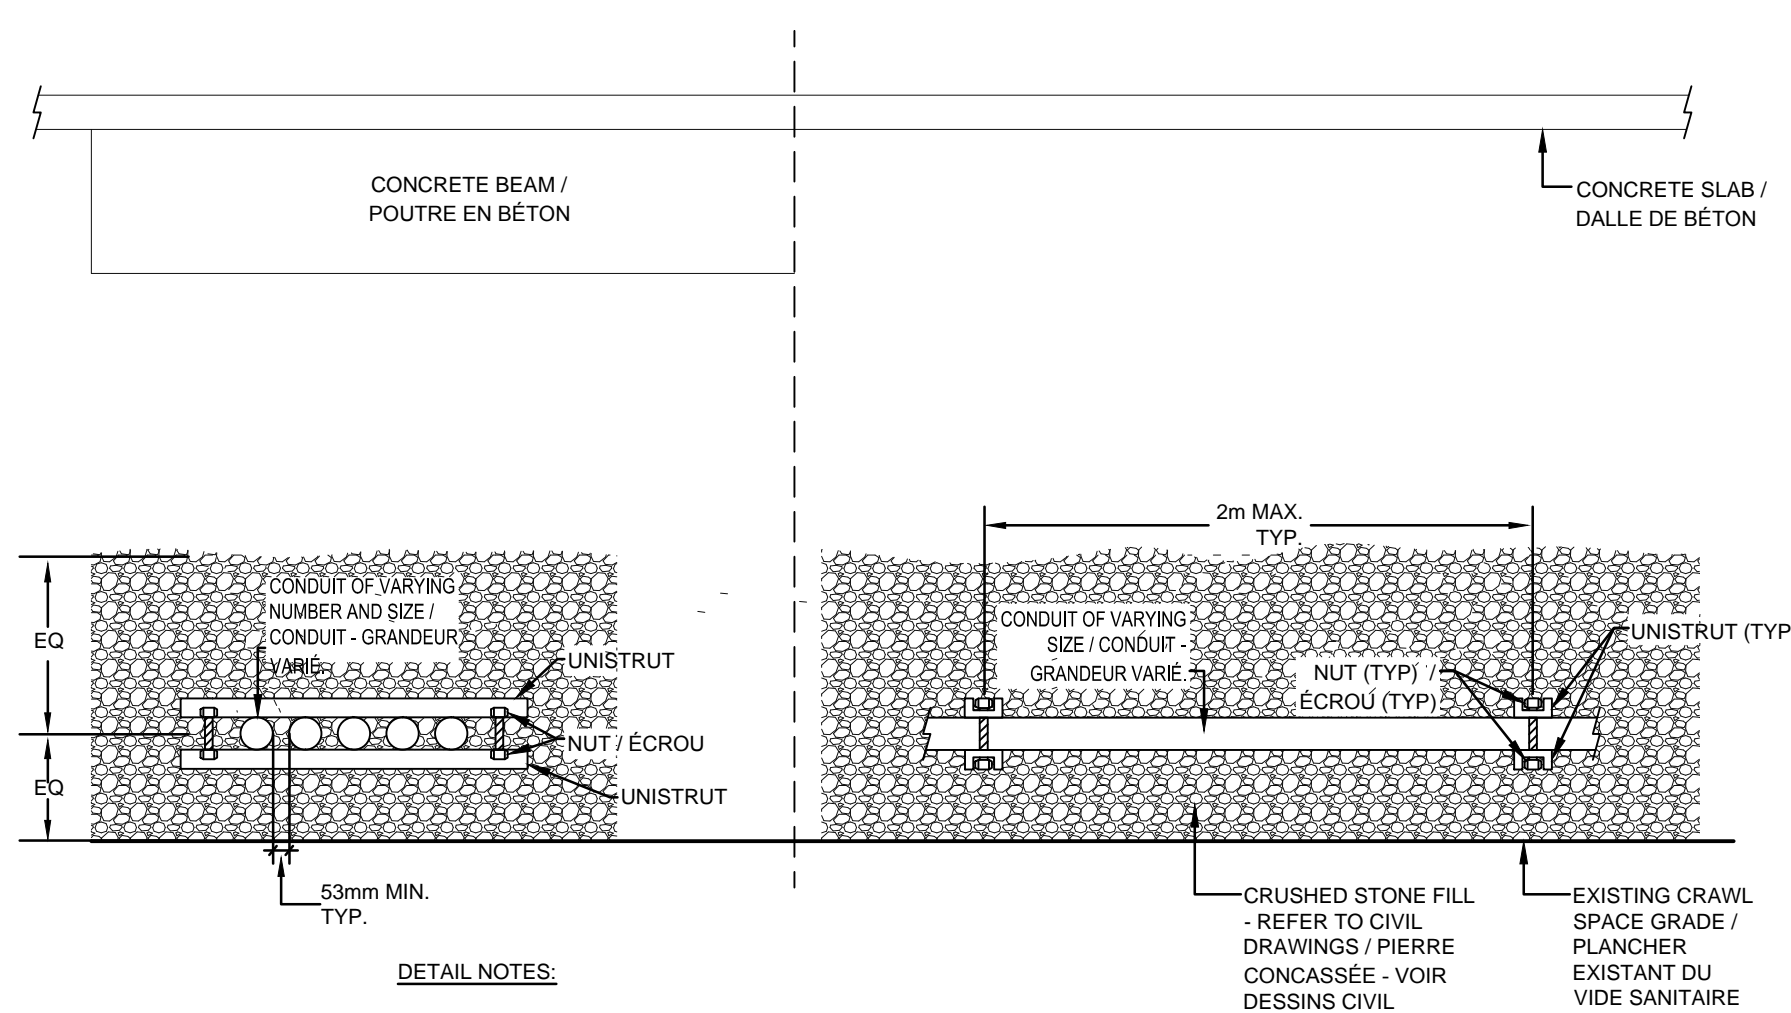 CONCRETE BEAM /
POUTRE EN BÉTON
CONCRETE SLAB /
DALLE DE BÉTON
2m MAX.
TYP.
EQ
EQ
CONDUIT OF VARYING
NUMBER AND SIZE /
CONDUIT - GRANDEUR
VARIÉ.
UNISTRUT
NUT / ÉCROU
UNISTRUT
53mm MIN.
TYP.
CONDUIT OF VARYING
SIZE / CONDUIT -
GRANDEUR VARIÉ.
NUT (TYP) /
ÉCROU (TYP)
UNISTRUT (TYP
CRUSHED STONE FILL
- REFER TO CIVIL
DRAWINGS / PIERRE
CONCASSÉE - VOIR
DESSINS CIVIL
EXISTING CRAWL
SPACE GRADE /
PLANCHER
EXISTANT DU
VIDE SANITAIRE
DETAIL NOTES: